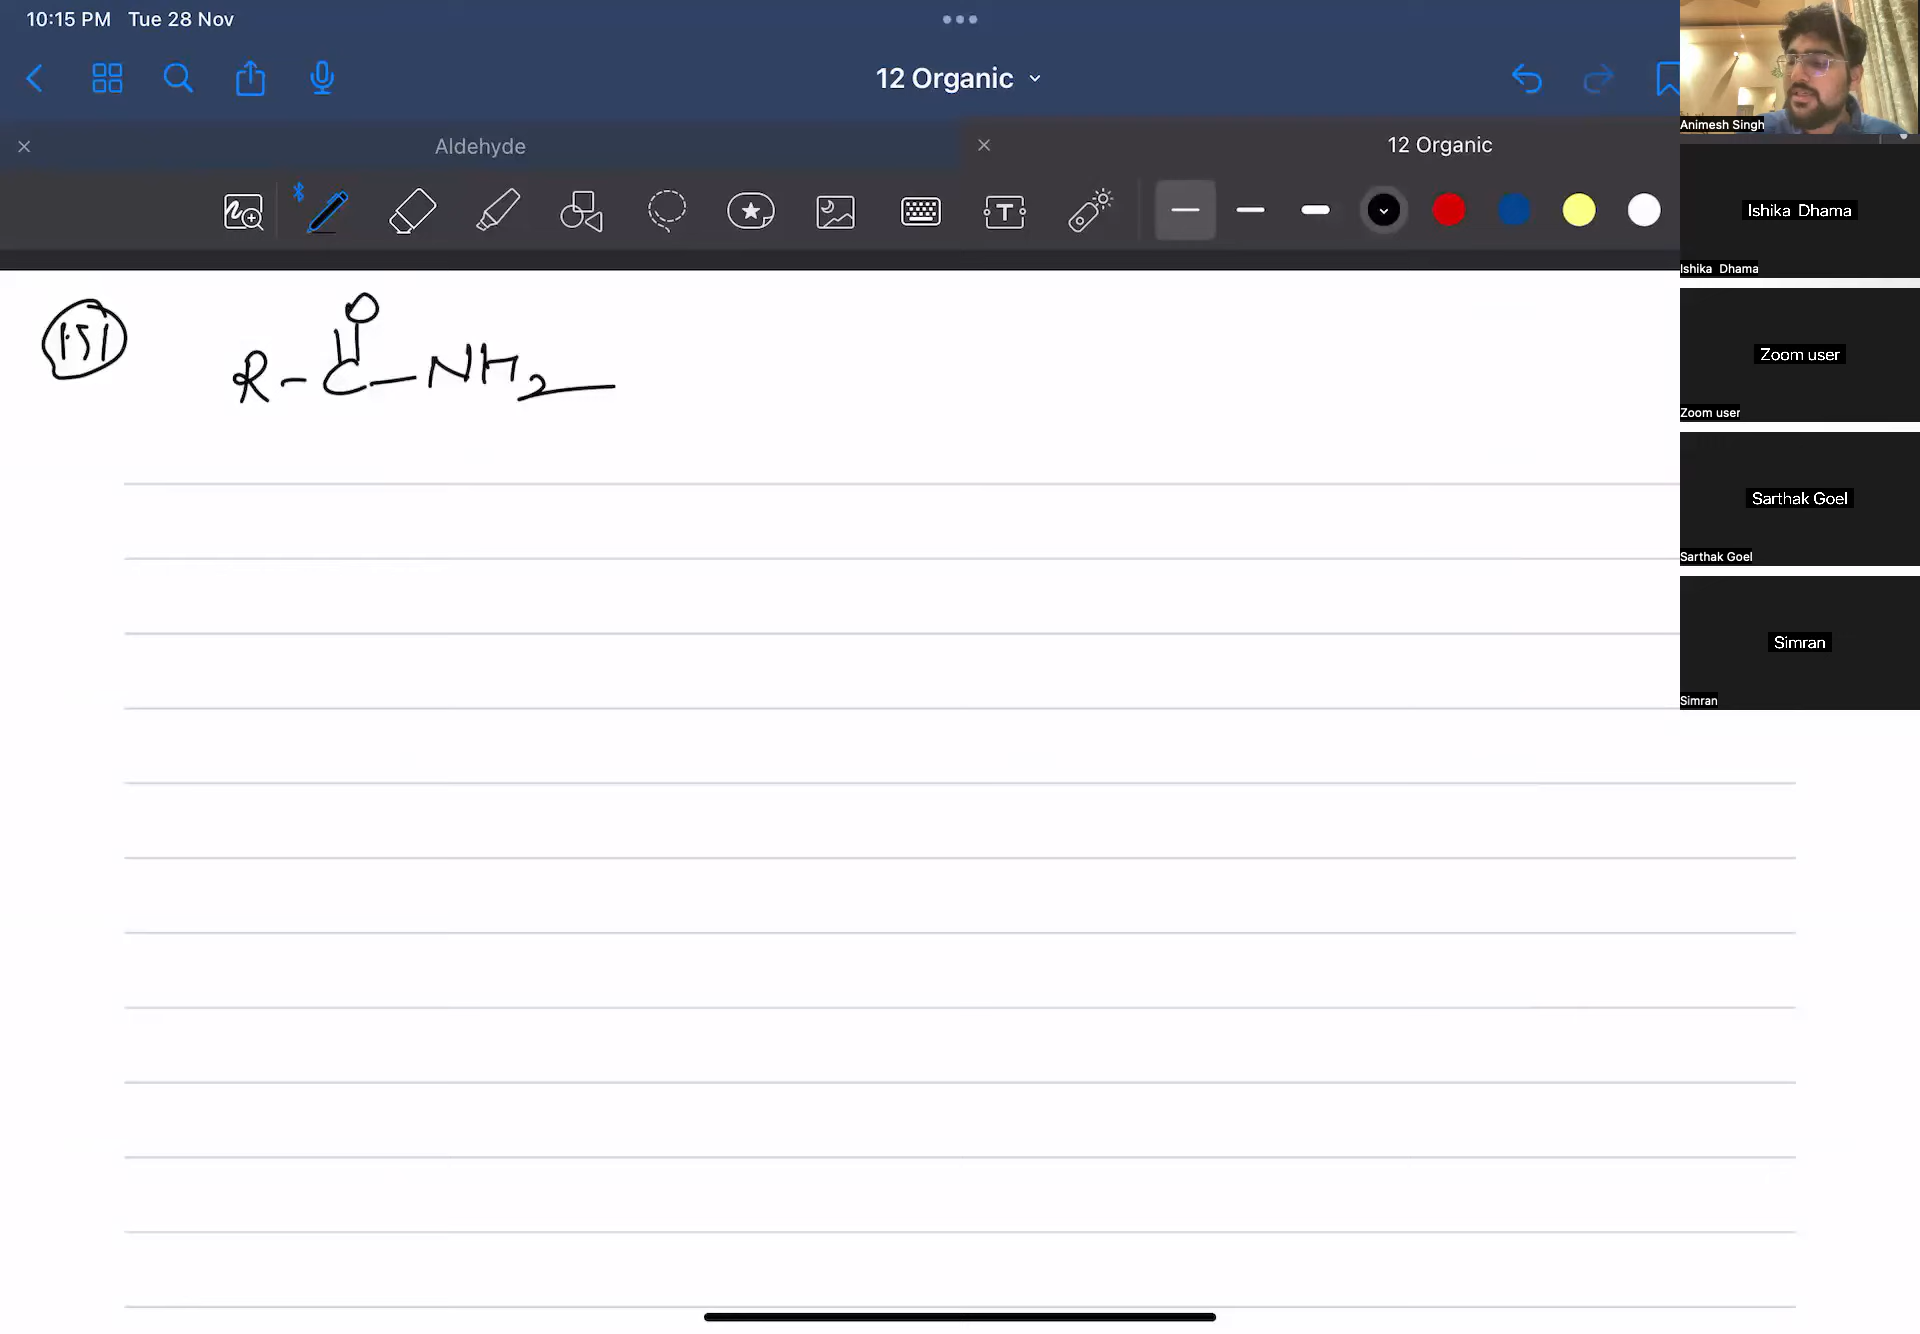 10:15 PM Tue 28 Nov
12 Organic
Aldehyde
12 Organic
T
Animesh Singh
Ishika Dhama
Ishika Dhama
Zoom user
Zoom user
Sarthak Goel
Sarthak Goel
Simran
Simran
151
O
R-C-NH2